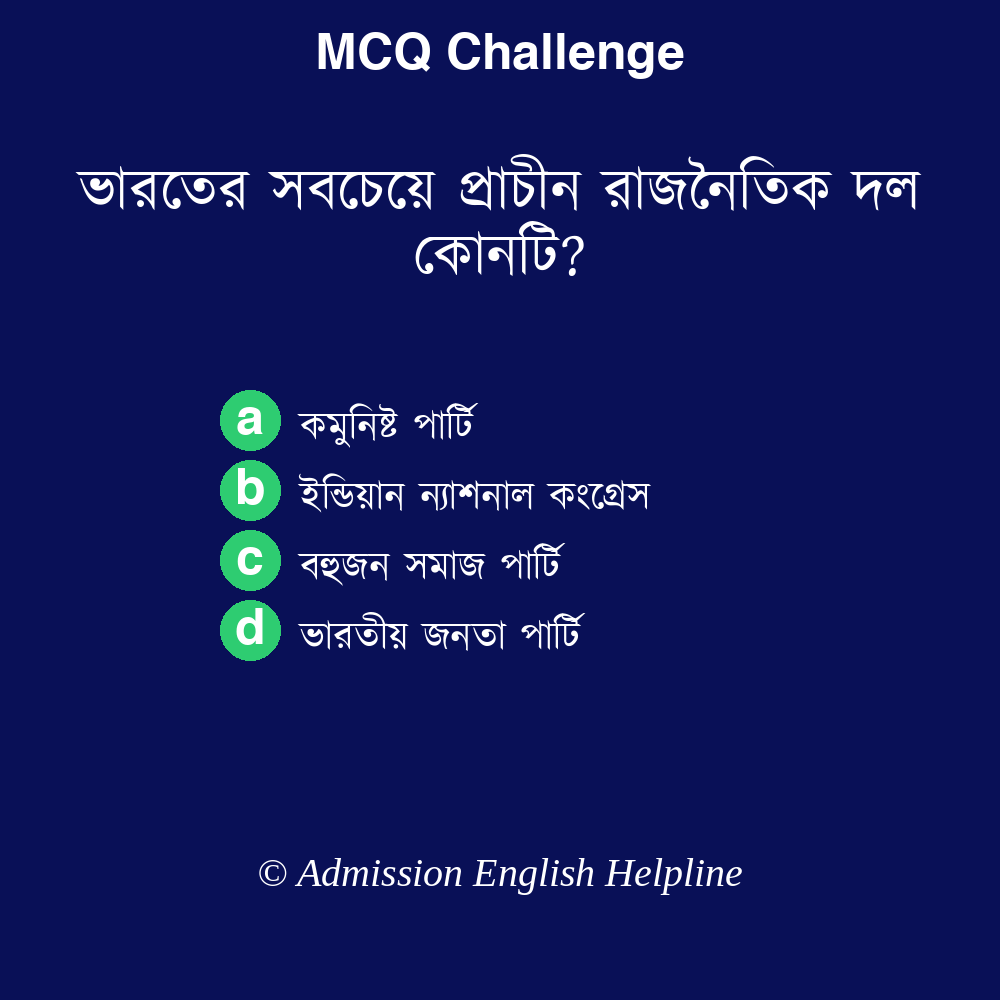 MCQ Challenge
ভারতের সবচেয়ে প্রাচীন রাজনৈতিক দল
কোনটি?
a কমুনিষ্ট পার্টি
b ইন্ডিয়ান ন্যাশনাল কংগ্রেস
c বহুজন সমাজ পার্টি
d ভারতীয় জনতা পার্টি
© Admission English Helpline